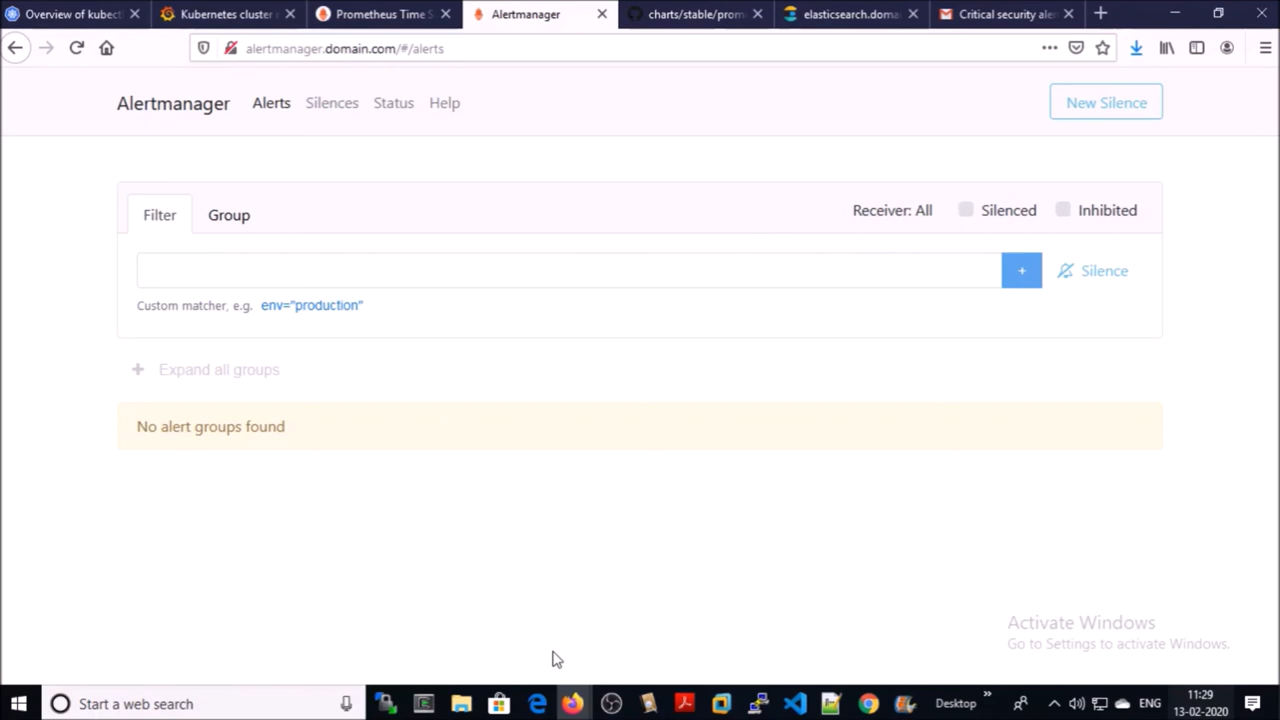 Overview of kubect
Kubernetes cluster
Prometheus Time S
Alertmanager
charts/stable/prom
elasticsearch.doma
Critical security aler
alertmanager.domain.com/#/alerts
Alertmanager
Alerts
Silences
Status
Help
New Silence
Filter
Group
Receiver: All
Silenced
Inhibited
+
Silence
Custom matcher, e.g. env="production"
+ Expand all groups
No alert groups found
Activate Windows
Go to Settings to activate Windows.
Start a web search
Desktop
ENG
11:29
13-02-2020